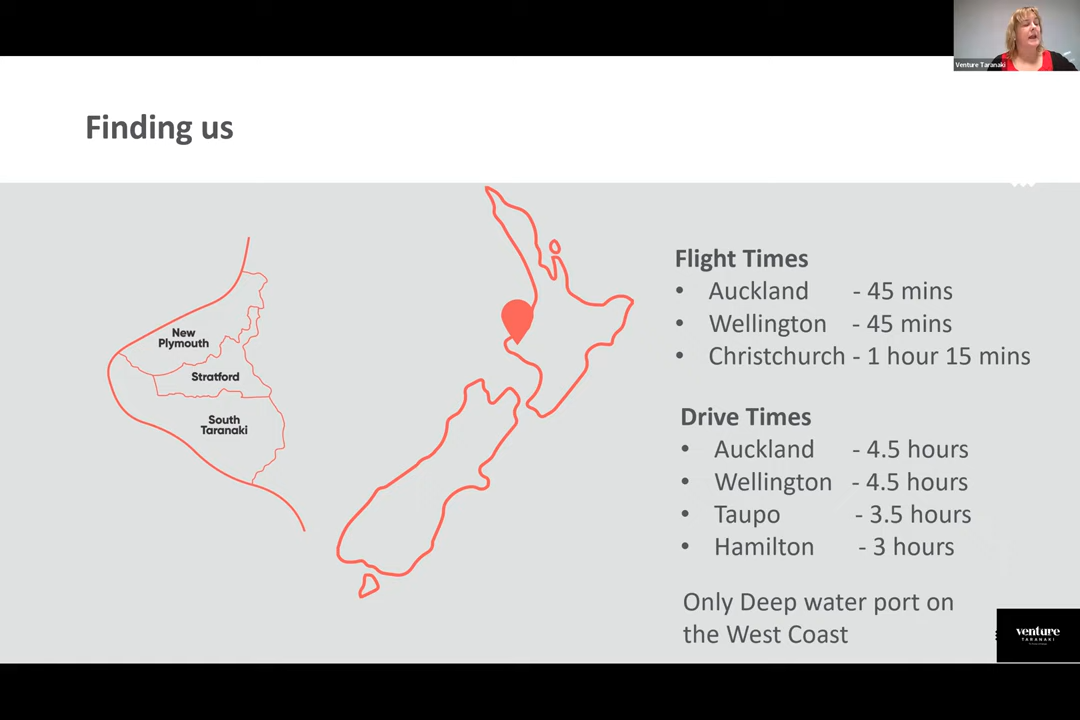 Venture Taranaki
Finding us
New
Plymouth
Stratford
South
Taranaki
Flight Times
• Auckland - 45 mins
• Wellington - 45 mins
• Christchurch - 1 hour 15 mins
Drive Times
• Auckland - 4.5 hours
• Wellington - 4.5 hours
• Taupo - 3.5 hours
• Hamilton - 3 hours
Only Deep water port on
the West Coast
venture
TARANAKI